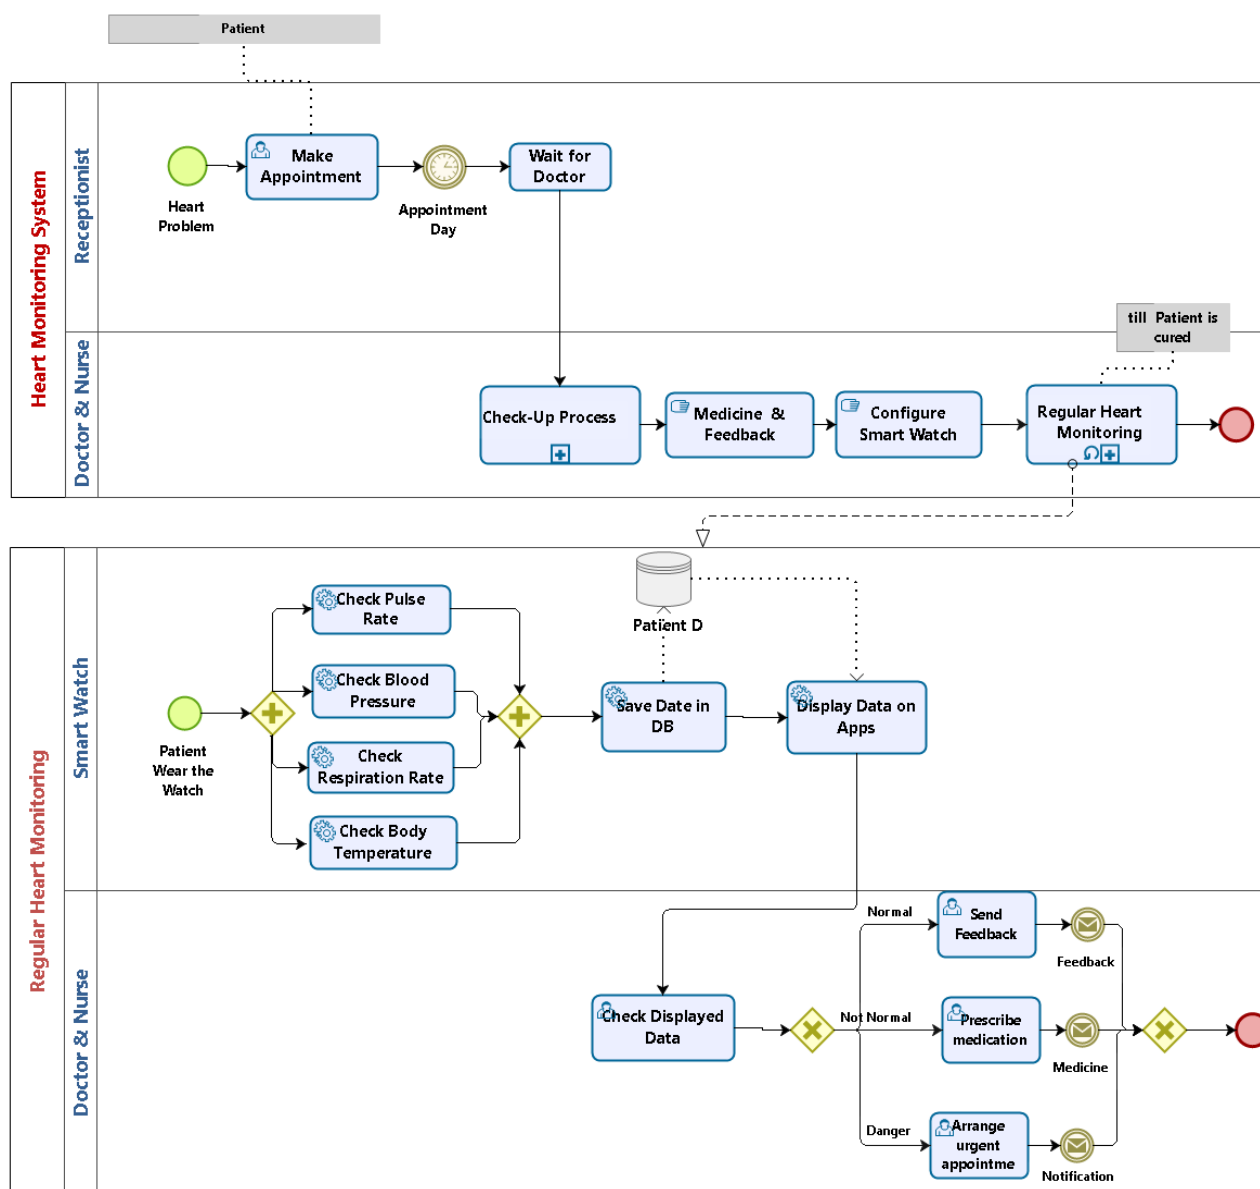 Patient
Heart Monitoring System
Receptionist
Heart
Problem
Make
Appointment
Appointment
Day
Wait for
Doctor
till Patient is
cured
Doctor & Nurse
Check-Up Process
Medicine &
Feedback
Configure
Smart Watch
Regular Heart
Monitoring
Regular Heart Monitoring
Smart Watch
Patient
Wear the
Watch
Check Pulse
Rate
Check Blood
Pressure
Check
Respiration Rate
Check Body
Temperature
Patient D
Save Date in
DB
Display Data on
Apps
Doctor & Nurse
Check Displayed
Data
Normal
Send
Feedback
Feedback
Not Normal
Prescribe
medication
Medicine
Danger
Arrange
urgent
appointme
Notification